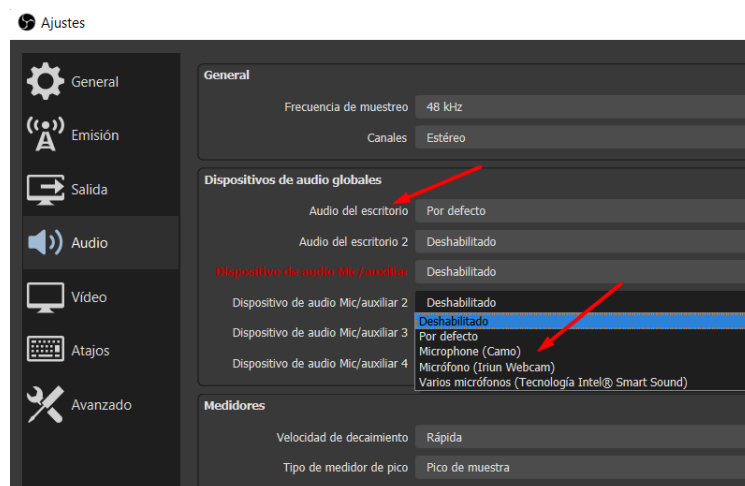 Ajustes
General
Emisión
Salida
Audio
Vídeo
Atajos
Avanzado
General
Frecuencia de muestreo 48 kHz
Canales Estéreo
Dispositivos de audio globales
Audio del escritorio Por defecto
Audio del escritorio 2 Deshabilitado
Dispositivo de audio Mic/auxiliar Deshabilitado
Dispositivo de audio Mic/auxiliar 2 Deshabilitado
Deshabilitado
Por defecto
Microphone (Camo)
Micrófono (Iriun Webcam)
Varios micrófonos (Tecnología Intel® Smart Sound)
Dispositivo de audio Mic/auxiliar 3
Dispositivo de audio Mic/auxiliar 4
Medidores
Velocidad de decaimiento Rápida
Tipo de medidor de pico Pico de muestra